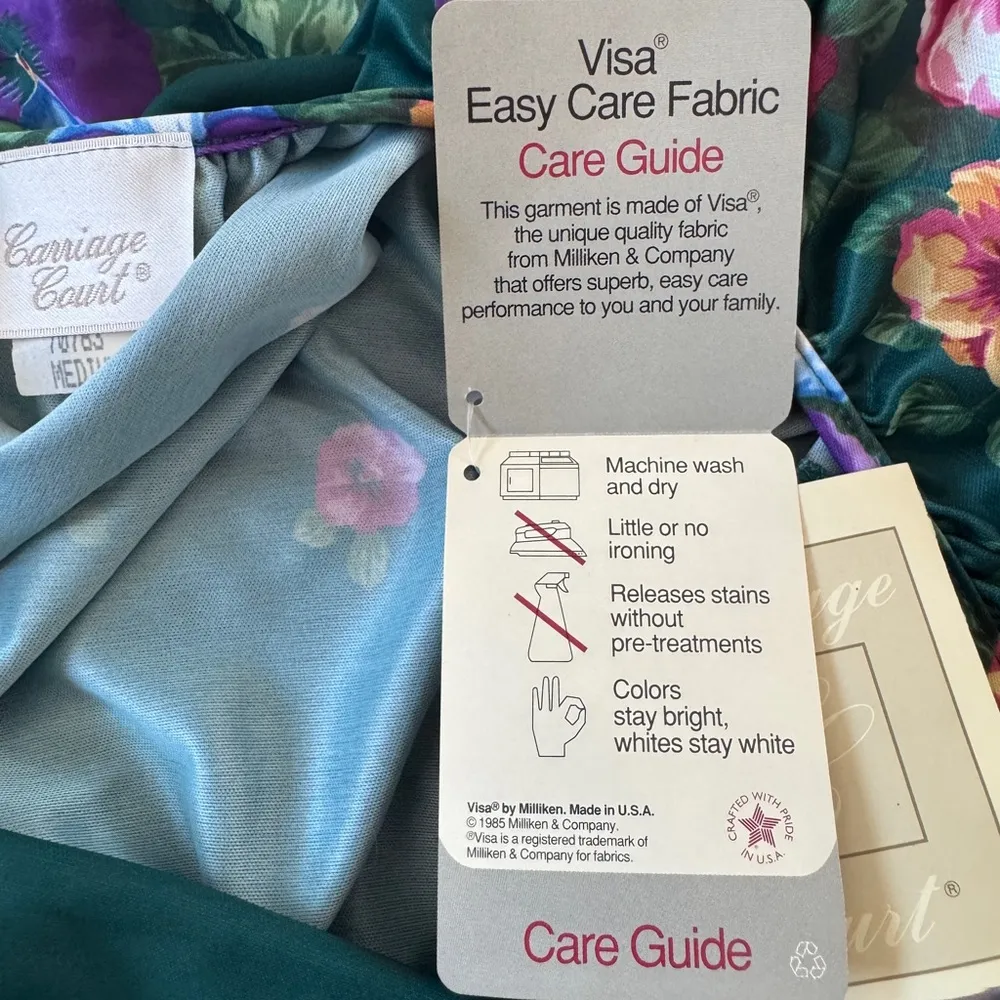 Visa®
Easy Care Fabric
Care Guide
This garment is made of Visa®,
the unique quality fabric
from Milliken & Company
that offers superb, easy care
performance to you and your family.
Carriage
Court®
70783
Machine wash
and dry
Little or no
ironing
Releases stains
without
pre-treatments
Colors
stay bright,
whites stay white
Visa® by Milliken. Made in U.S.A.
© 1985 Milliken & Company.
®Visa is a registered trademark of
Milliken & Company for fabrics.
CRAFTED WITH PRIDE
IN U.S.A.
Care Guide